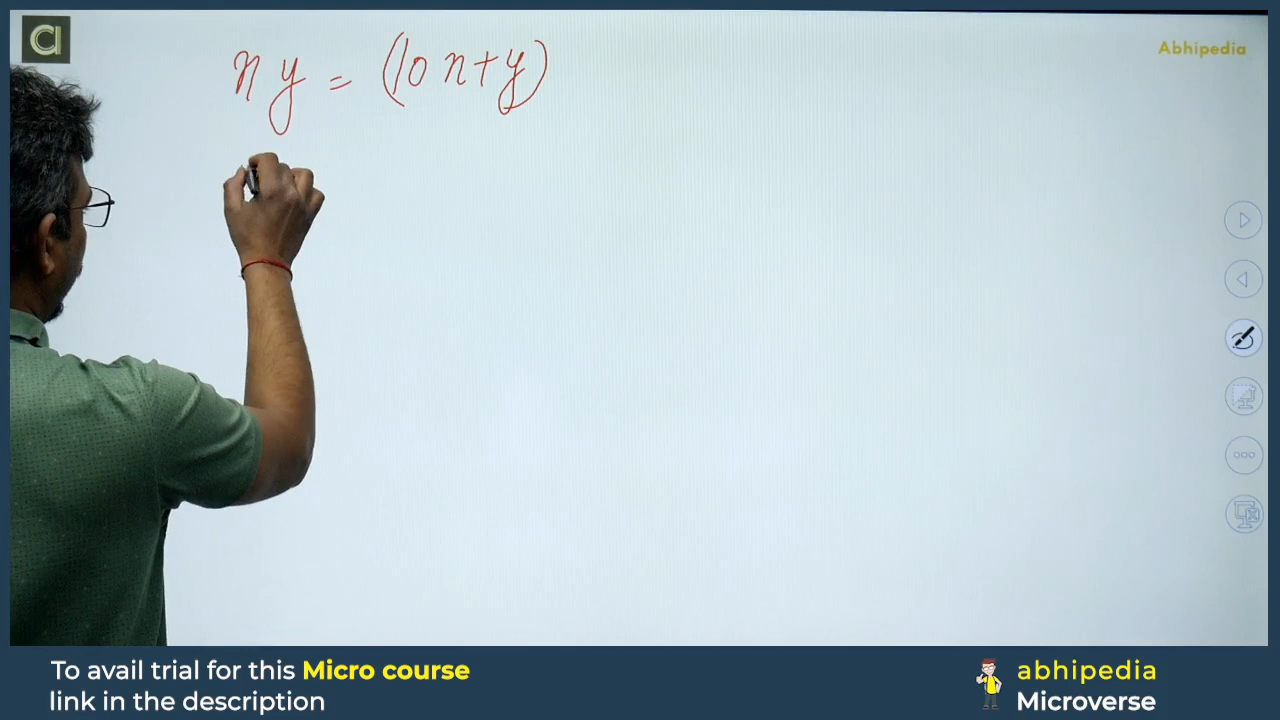 a
Abhipedia
xy = (10x+y)
To avail trial for this Micro course
link in the description
abhipedia
Microverse